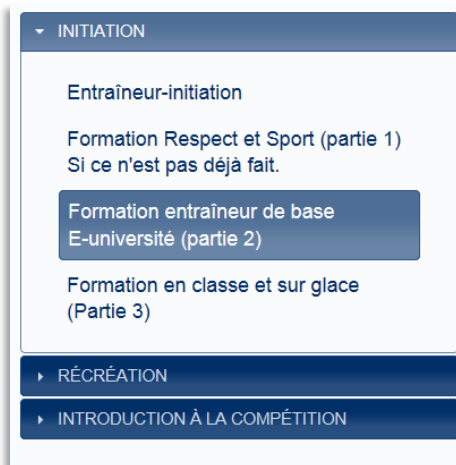 INITIATION
Entraîneur-initiation
Formation Respect et Sport (partie 1)
Si ce n'est pas déjà fait.
Formation entraîneur de base
E-université (partie 2)
Formation en classe et sur glace
(Partie 3)
RÉCRÉATION
INTRODUCTION À LA COMPÉTITION